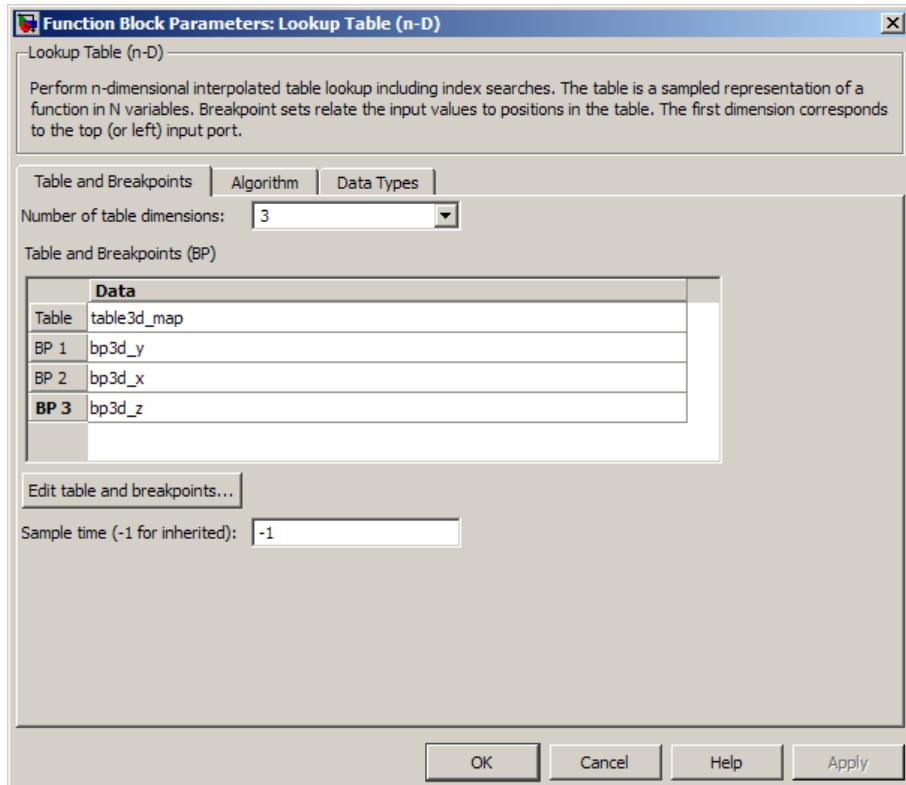 Function Block Parameters: Lookup Table (n-D)
Lookup Table (n-D)
Perform n-dimensional interpolated table lookup including index searches. The table is a sampled representation of a
function in N variables. Breakpoint sets relate the input values to positions in the table. The first dimension corresponds
to the top (or left) input port.
Table and Breakpoints Algorithm Data Types
Number of table dimensions: 3
Table and Breakpoints (BP)
Data
Table table3d_map
BP 1 bp3d_y
BP 2 bp3d_x
BP 3 bp3d_z
Edit table and breakpoints...
Sample time (-1 for inherited): -1
OK Cancel Help Apply